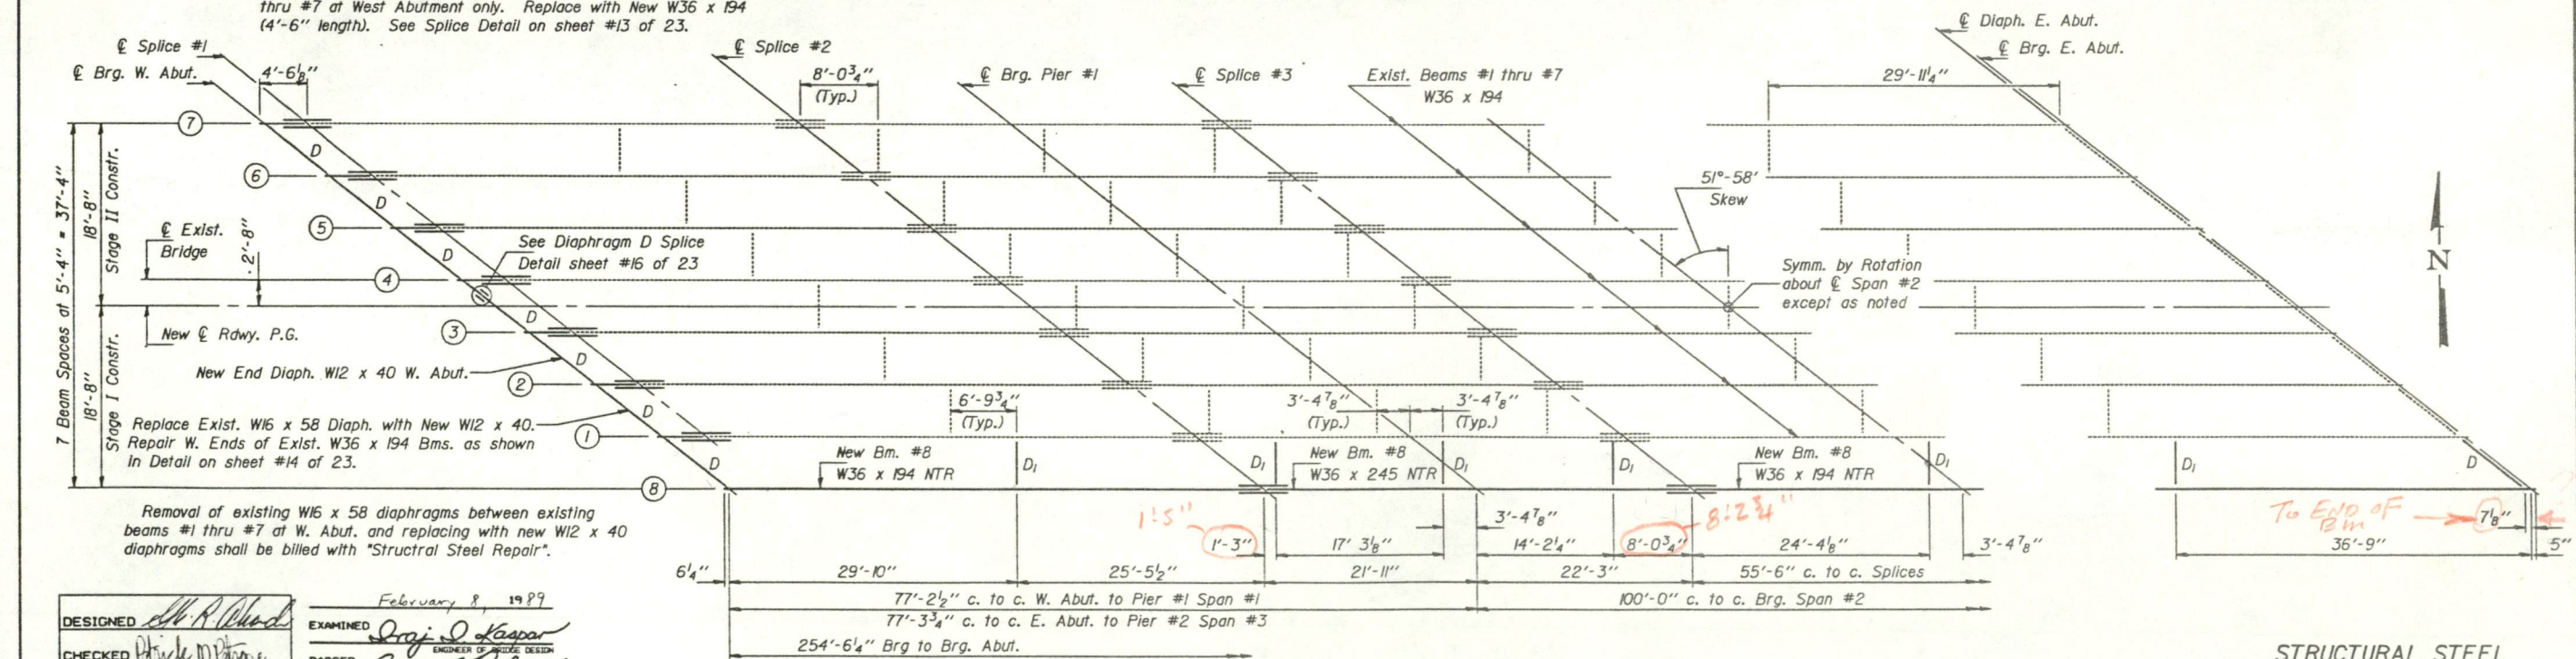 thru #7 at West Abutment only. Replace with New W36 x 194
(4'-6" length). See Splice Detail on sheet #13 of 23.
℄ Splice #1
℄ Brg. W. Abut.
4'-6⅛"
℄ Splice #2
8'-0¾"
(Typ.)
℄ Brg. Pier #1
℄ Splice #3
Exist. Beams #1 thru #7
W36 x 194
℄ Diaph. E. Abut.
℄ Brg. E. Abut.
29'-11¼"
7
6
5
4
3
2
1
8
D
D
D
D
D
D
D
7 Beam Spaces at 5'-4" = 37'-4"
18'-8"
Stage II Constr.
18'-8"
Stage I Constr.
℄ Exist.
Bridge
2'-8"
See Diaphragm D Splice
Detail sheet #16 of 23
51°-58'
Skew
Symm. by Rotation
about ℄ Span #2
except as noted
N
New ℄ Rdwy. P.G.
New End Diaph. W12 x 40 W. Abut.
Replace Exist. W16 x 58 Diaph. with New W12 x 40.
Repair W. Ends of Exist. W36 x 194 Bms. as shown
in Detail on sheet #14 of 23.
6'-9¾"
(Typ.)
3'-4⅞"
(Typ.)
3'-4⅞"
(Typ.)
New Bm. #8
W36 x 194 NTR
D₁
D₁
New Bm. #8
W36 x 245 NTR
D₁
D₁
New Bm. #8
W36 x 194 NTR
D₁
D₁
D
Removal of existing W16 x 58 diaphragms between existing
beams #1 thru #7 at W. Abut. and replacing with new W12 x 40
diaphragms shall be billed with "Structral Steel Repair".
1'-5"
1'-3"
17' 3⅛"
3'-4⅞"
14'-2¼"
8'-0¾"
8'-2¾"
24'-4⅛"
3'-4⅞"
TO END OF
Bm
7⅛"
36'-9"
5"
6¼"
29'-10"
25'-5½"
21'-11"
22'-3"
55'-6" c. to c. Splices
77'-2½" c. to c. W. Abut. to Pier #1 Span #1
100'-0" c. to c. Brg. Span #2
77'-3¾" c. to c. E. Abut. to Pier #2 Span #3
254'-6¼" Brg to Brg. Abut.
DESIGNED
February 8, 1989
EXAMINED
ENGINEER OF BRIDGE DESIGN
CHECKED
STRUCTURAL STEEL